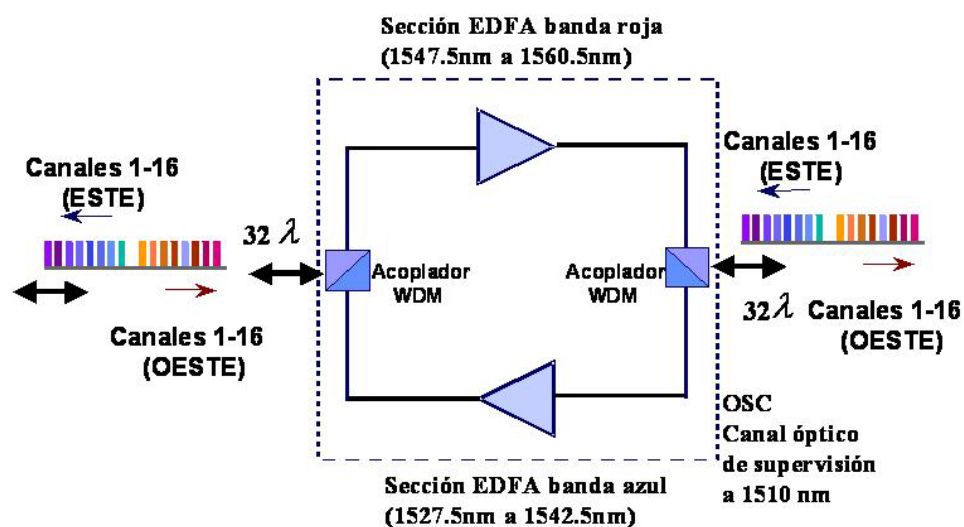 Sección EDFA banda roja
(1547.5nm a 1560.5nm)
Canales 1-16
(ESTE)
32 λ
Canales 1-16
(OESTE)
Acoplador
WDM
Acoplador
WDM
Canales 1-16
(ESTE)
32 λ
Canales 1-16
(OESTE)
OSC
Canal óptico
de supervisión
a 1510 nm
Sección EDFA banda azul
(1527.5nm a 1542.5nm)